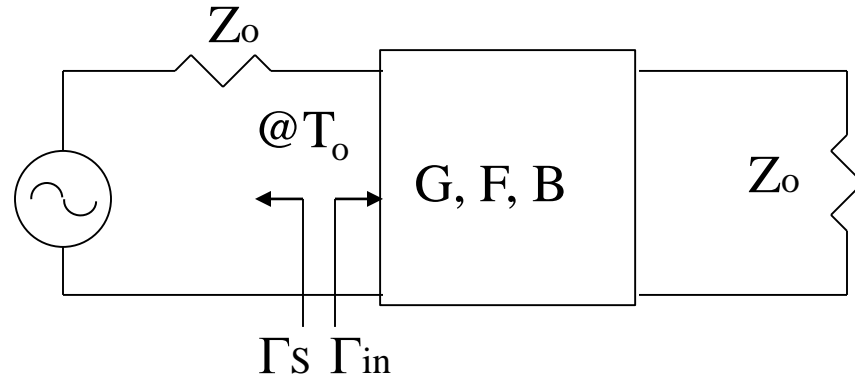 Zo
@To
G, F, B
Zo
ΓS Γin